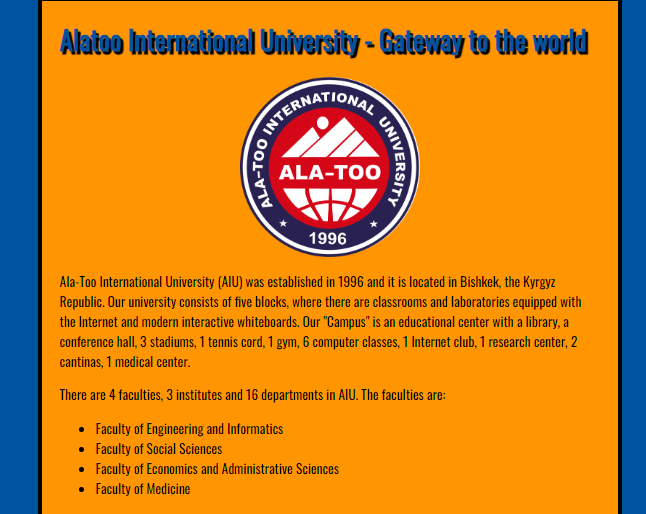 Alatoo International University - Gateway to the world
ALA-TOO INTERNATIONAL UNIVERSITY
ALA-TOO
1996
Ala-Too International University (AIU) was established in 1996 and it is located in Bishkek, the Kyrgyz
Republic. Our university consists of five blocks, where there are classrooms and laboratories equipped with
the Internet and modern interactive whiteboards. Our "Campus" is an educational center with a library, a
conference hall, 3 stadiums, 1 tennis cord, 1 gym, 6 computer classes, 1 Internet club, 1 research center, 2
cantinas, 1 medical center.
There are 4 faculties, 3 institutes and 16 departments in AIU. The faculties are:
• Faculty of Engineering and Informatics
• Faculty of Social Sciences
• Faculty of Economics and Administrative Sciences
• Faculty of Medicine